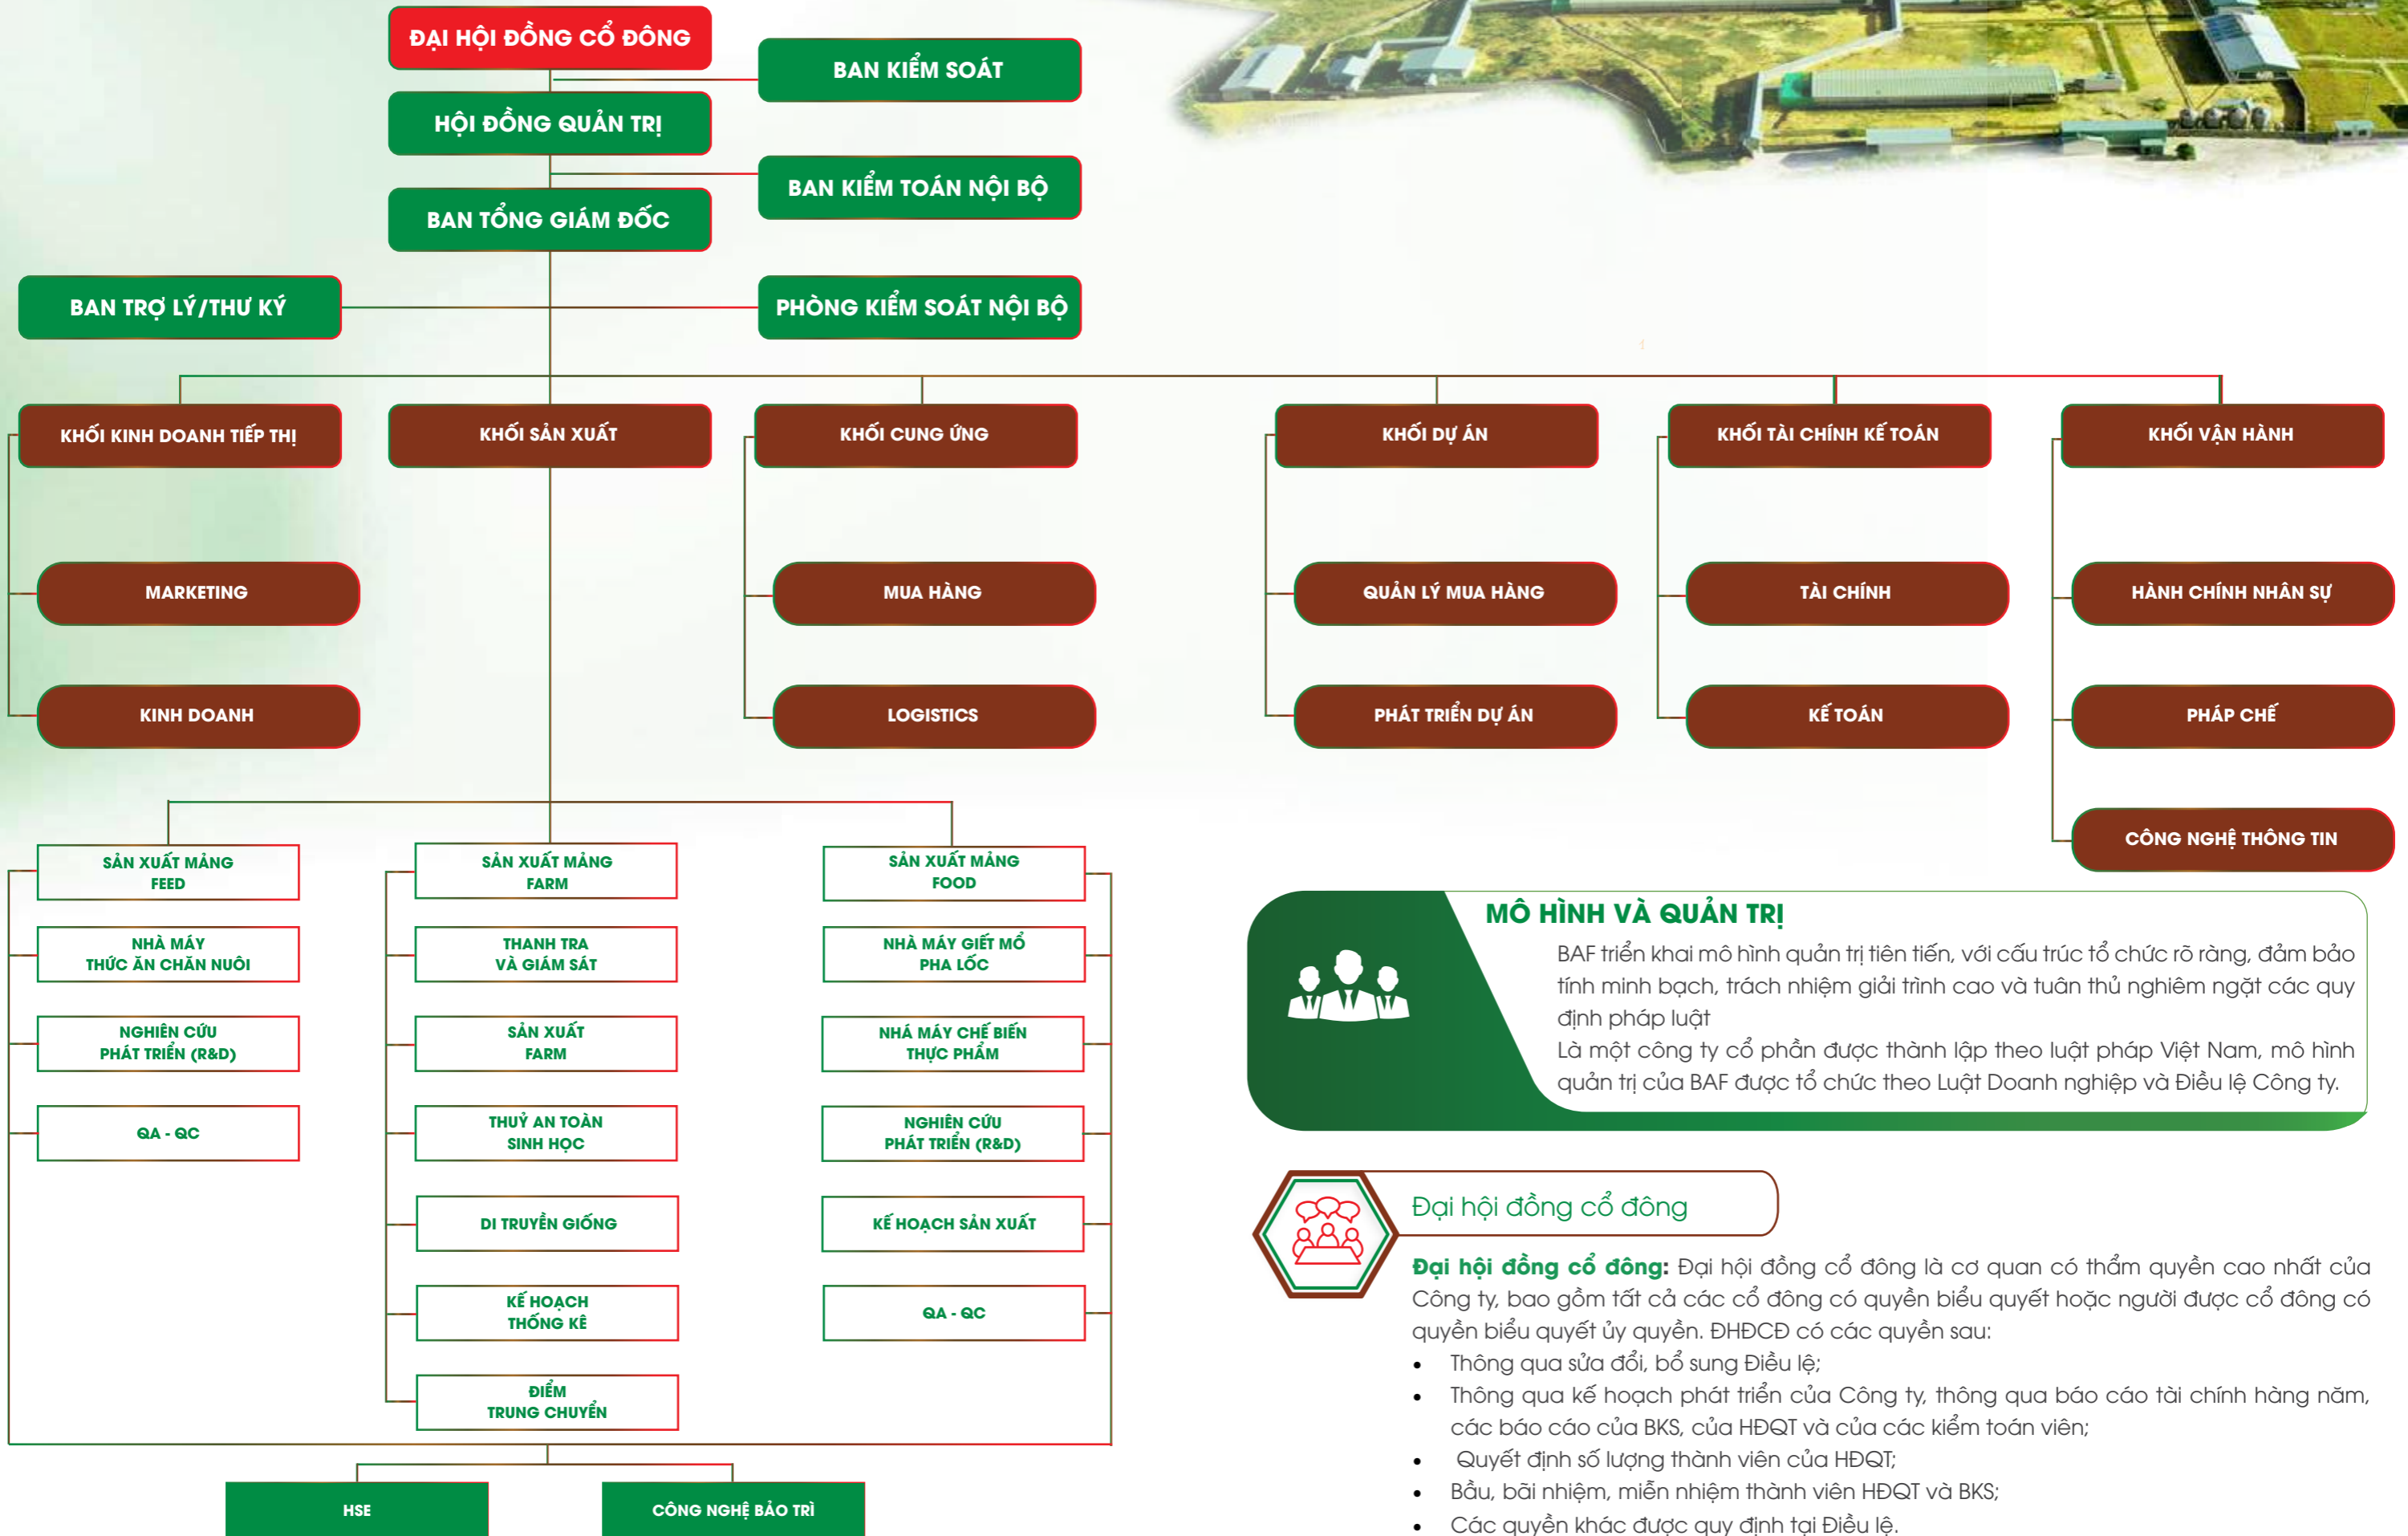 ĐẠI HỘI ĐỒNG CỔ ĐÔNG
BAN KIỂM SOÁT
HỘI ĐỒNG QUẢN TRỊ
BAN KIỂM TOÁN NỘI BỘ
BAN TỔNG GIÁM ĐỐC
BAN TRỢ LÝ/THƯ KÝ
PHÒNG KIỂM SOÁT NỘI BỘ
KHỐI KINH DOANH TIẾP THỊ
KHỐI SẢN XUẤT
KHỐI CUNG ỨNG
KHỐI DỰ ÁN
KHỐI TÀI CHÍNH KẾ TOÁN
KHỐI VẬN HÀNH
MARKETING
MUA HÀNG
QUẢN LÝ MUA HÀNG
TÀI CHÍNH
HÀNH CHÍNH NHÂN SỰ
KINH DOANH
LOGISTICS
PHÁT TRIỂN DỰ ÁN
KẾ TOÁN
PHÁP CHẾ
CÔNG NGHỆ THÔNG TIN
SẢN XUẤT MẢNG
FEED
NHÀ MÁY
THỨC ĂN CHĂN NUÔI
NGHIÊN CỨU
PHÁT TRIỂN (R&D)
QA - QC
SẢN XUẤT MẢNG
FARM
THANH TRA
VÀ GIÁM SÁT
SẢN XUẤT
FARM
THUỶ AN TOÀN
SINH HỌC
DI TRUYỀN GIỐNG
KẾ HOẠCH
THỐNG KÊ
ĐIỂM
TRUNG CHUYỂN
SẢN XUẤT MẢNG
FOOD
NHÀ MÁY GIẾT MỔ
PHA LỐC
NHÁ MÁY CHẾ BIẾN
THỰC PHẨM
NGHIÊN CỨU
PHÁT TRIỂN (R&D)
KẾ HOẠCH SẢN XUẤT
QA - QC
HSE
CÔNG NGHỆ BẢO TRÌ
MÔ HÌNH VÀ QUẢN TRỊ
BAF triển khai mô hình quản trị tiên tiến, với cấu trúc tổ chức rõ ràng, đảm bảo
tính minh bạch, trách nhiệm giải trình cao và tuân thủ nghiêm ngặt các quy
định pháp luật
Là một công ty cổ phần được thành lập theo luật pháp Việt Nam, mô hình
quản trị của BAF được tổ chức theo Luật Doanh nghiệp và Điều lệ Công ty.
Đại hội đồng cổ đông
Đại hội đồng cổ đông: Đại hội đồng cổ đông là cơ quan có thẩm quyền cao nhất của
Công ty, bao gồm tất cả các cổ đông có quyền biểu quyết hoặc người được cổ đông có
quyền biểu quyết ủy quyền. ĐHĐCĐ có các quyền sau:
• Thông qua sửa đổi, bổ sung Điều lệ;
• Thông qua kế hoạch phát triển của Công ty, thông qua báo cáo tài chính hàng năm,
các báo cáo của BKS, của HĐQT và của các kiểm toán viên;
• Quyết định số lượng thành viên của HĐQT;
• Bầu, bãi nhiệm, miễn nhiệm thành viên HĐQT và BKS;
• Các quyền khác được quy định tại Điều lệ.